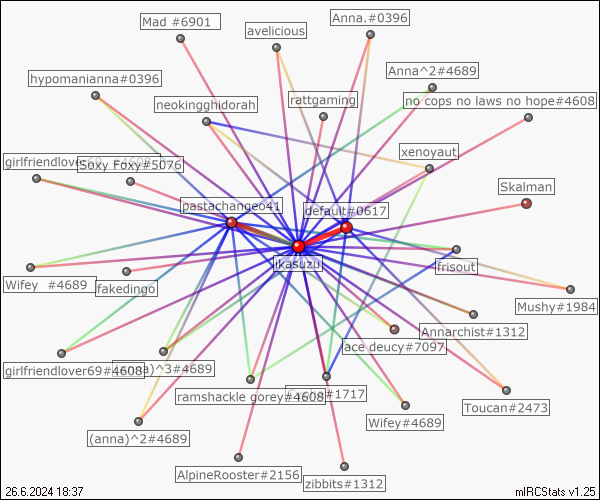 Mad #6901
Anna.#0396
avelicious
Anna^2#4689
hypomanianna#0396
rattgaming
no cops no laws no hope#4608
neokingghidorah
xenoyaut
Soxy Foxy#5076
Skalman
pastachange041
default#0617
ikasuzu
frisout
Wifey #4689
fakedingo
Mushy#1984
Annarchist#1312
ace deucy#7097
girlfriendlover69#4608
)^3#4689
ramshackle gorey#4608
#1717
Toucan#2473
Wifey#4689
(anna)^2#4689
AlpineRooster#2156
zibbits#1312
26.6.2024 18:37
mIRCStats v1.25